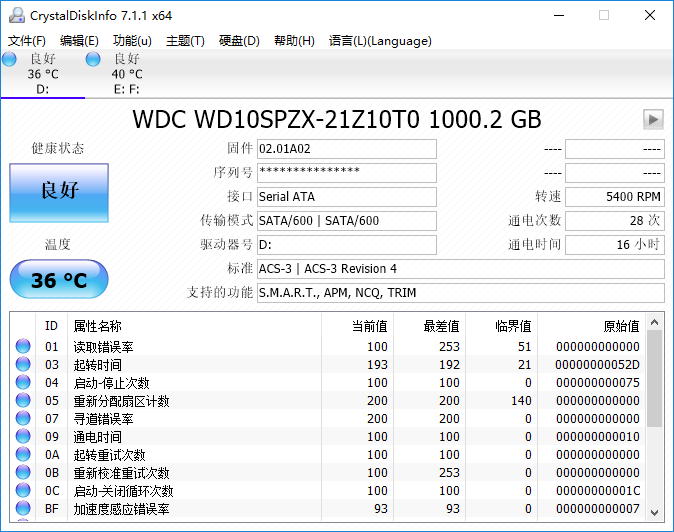 CrystalDiskInfo 7.1.1 x64
文件(F) 编辑(E) 功能(u) 主题(T) 硬盘(D) 帮助(H) 语言(L)(Language)
良好 良好
36 °C 40 °C
D: E: F:
WDC WD10SPZX-21Z10T0 1000.2 GB
健康状态
良好
温度
36 °C
固件 02.01A02 ---- ----
序列号 *************** ---- ----
接口 Serial ATA 转速 5400 RPM
传输模式 SATA/600 | SATA/600 通电次数 28 次
驱动器号 D: 通电时间 16 小时
标准 ACS-3 | ACS-3 Revision 4
支持的功能 S.M.A.R.T., APM, NCQ, TRIM
ID 属性名称 当前值 最差值 临界值 原始值
01 读取错误率 100 253 51 000000000000
03 起转时间 193 192 21 00000000052D
04 启动-停止次数 100 100 0 000000000075
05 重新分配扇区计数 200 200 140 000000000000
07 寻道错误率 200 200 0 000000000000
09 通电时间 100 100 0 000000000010
0A 起转重试次数 100 100 0 000000000000
0B 重新校准重试次数 100 253 0 000000000000
0C 启动-关闭循环次数 100 100 0 00000000001C
BF 加速度感应错误率 93 93 0 000000000007